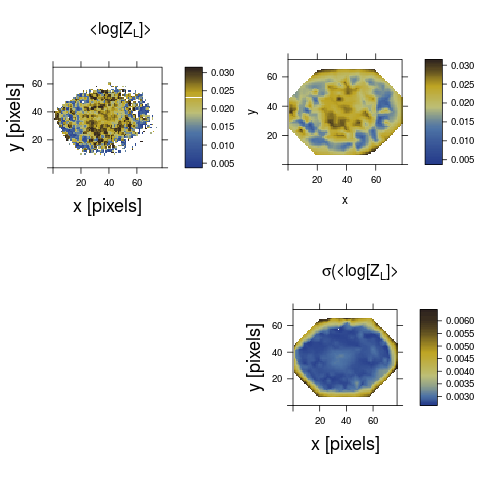 <log[Z_L]>
60
40
20
20 40 60
y [pixels]
x [pixels]
0.030
0.025
0.020
0.015
0.010
0.005
60
40
20
20 40 60
y
x
0.030
0.025
0.020
0.015
0.010
0.005
σ(<log[Z_L]>
60
40
20
20 40 60
y [pixels]
x [pixels]
0.0060
0.0055
0.0050
0.0045
0.0040
0.0035
0.0030